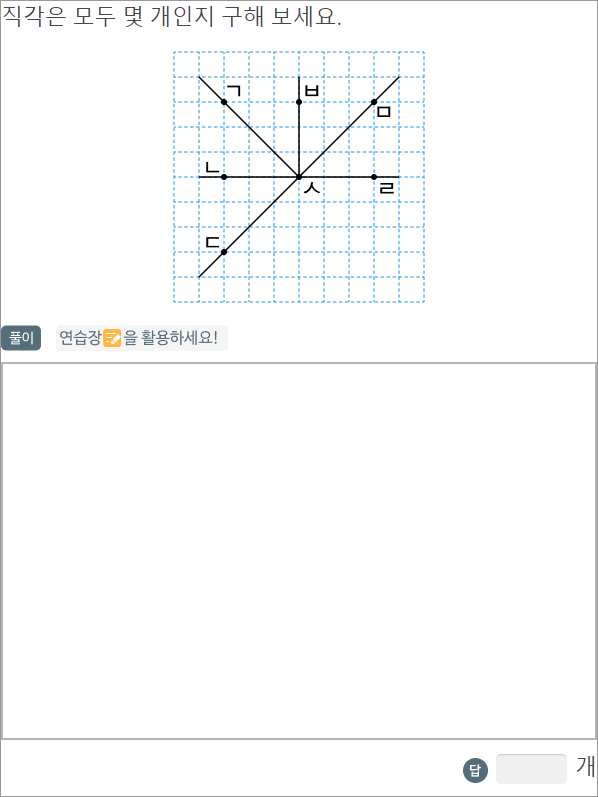 직각은 모두 몇 개인지 구해 보세요.
ㄱ
ㅂ
ㅁ
ㄴ
ㅅ
ㄹ
ㄷ
풀이 연습장을 활용하세요!
답 개